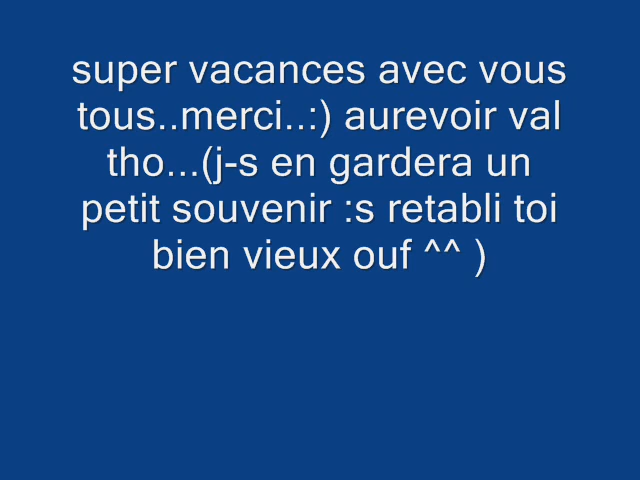 super vacances avec vous
tous..merci..:) aurevoir val
tho...(j-s en gardera un
petit souvenir :s retabli toi
bien vieux ouf ^^ )